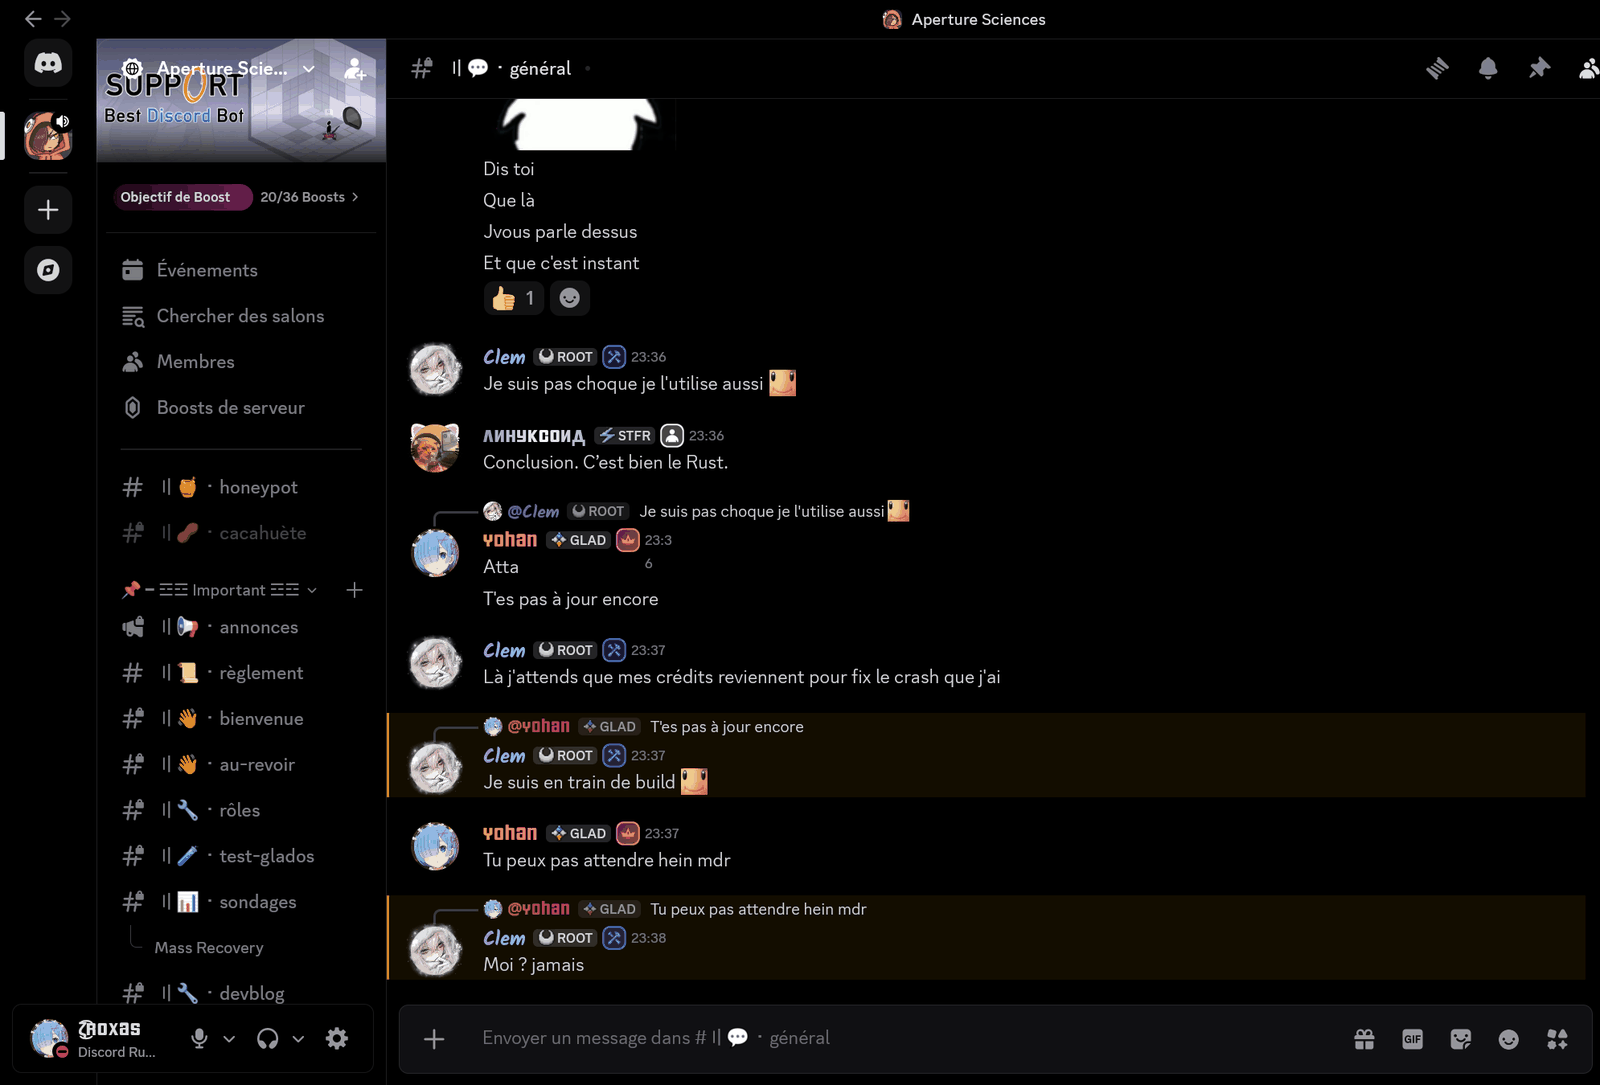 Aperture Sciences
Aperture Scie...
SUPPORT
Best Discord Bot
Objectif de Boost
20/36 Boosts
Événements
Chercher des salons
Membres
Boosts de serveur
honeypot
cacahuète
Important
annonces
règlement
bienvenue
au-revoir
rôles
test-glados
sondages
Mass Recovery
devblog
Roxas
Discord Ru...
général
Dis toi
Que là
Jvous parle dessus
Et que c'est instant
1
Clem ROOT 23:36
Je suis pas choque je l'utilise aussi
ЛИНУКСОИД STFR 23:36
Conclusion. C’est bien le Rust.
@Clem ROOT Je suis pas choque je l'utilise aussi
yohan GLAD 23:36
Atta
T'es pas à jour encore
Clem ROOT 23:37
Là j'attends que mes crédits reviennent pour fix le crash que j'ai
@yohan GLAD T'es pas à jour encore
Clem ROOT 23:37
Je suis en train de build
yohan GLAD 23:37
Tu peux pas attendre hein mdr
@yohan GLAD Tu peux pas attendre hein mdr
Clem ROOT 23:38
Moi ? jamais
Envoyer un message dans # général
GIF